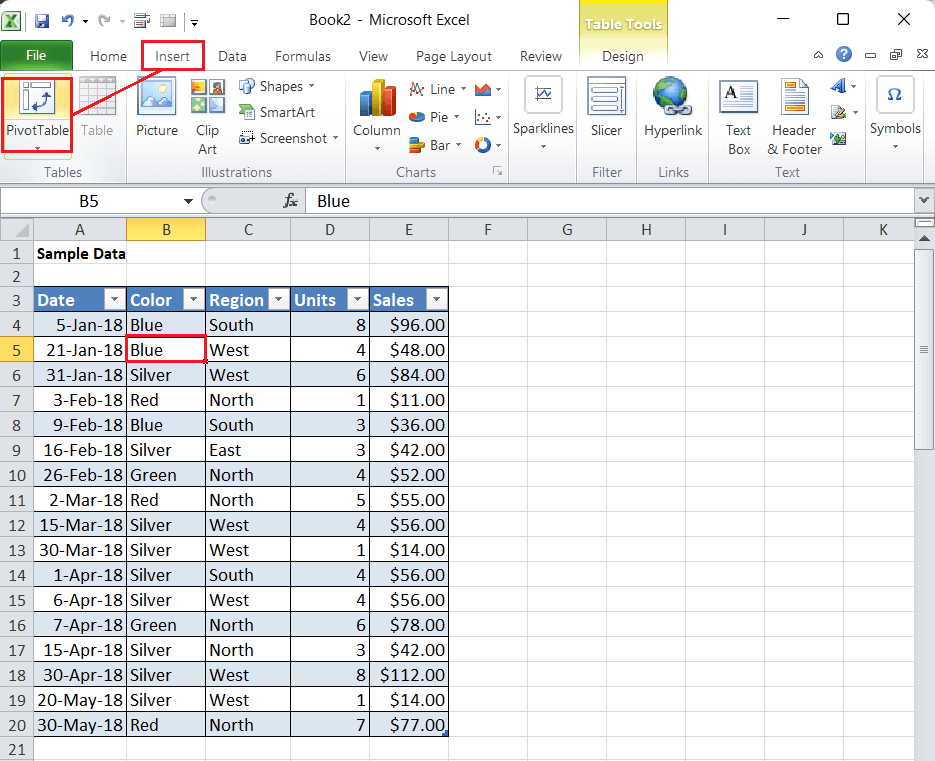 Book2 - Microsoft Excel
Table Tools
File Home Insert Data Formulas View Page Layout Review Design
PivotTable Table Picture Clip Art Shapes SmartArt Screenshot Column Line Pie Bar Sparklines Slicer Hyperlink Text Box Header & Footer Symbols
Tables Illustrations Charts Filter Links Text
B5 fx Blue
A B C D E F G H I J K
1 Sample Data
2
3 Date Color Region Units Sales
4 5-Jan-18 Blue South 8 $96.00
5 21-Jan-18 Blue West 4 $48.00
6 31-Jan-18 Silver West 6 $84.00
7 3-Feb-18 Red North 1 $11.00
8 9-Feb-18 Blue South 3 $36.00
9 16-Feb-18 Silver East 3 $42.00
10 26-Feb-18 Green North 4 $52.00
11 2-Mar-18 Red North 5 $55.00
12 15-Mar-18 Silver West 4 $56.00
13 30-Mar-18 Silver West 1 $14.00
14 1-Apr-18 Silver South 4 $56.00
15 6-Apr-18 Silver West 4 $56.00
16 7-Apr-18 Green North 6 $78.00
17 15-Apr-18 Silver North 3 $42.00
18 30-Apr-18 Silver West 8 $112.00
19 20-May-18 Silver West 1 $14.00
20 30-May-18 Red North 7 $77.00
21